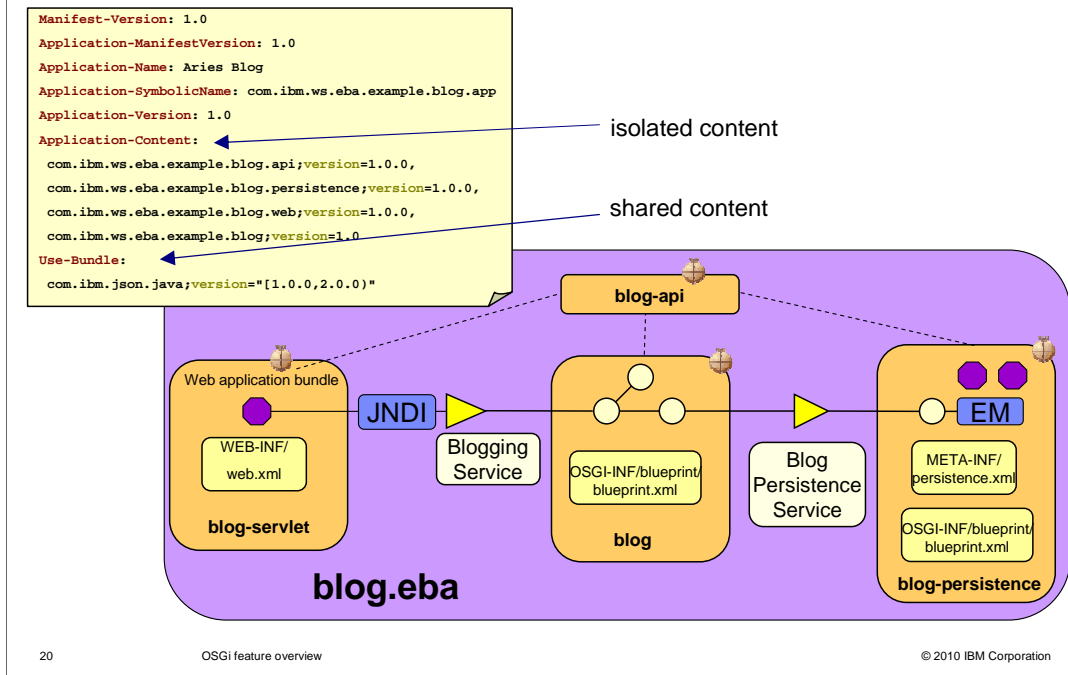 Manifest-Version: 1.0
Application-ManifestVersion: 1.0
Application-Name: Aries Blog
Application-SymbolicName: com.ibm.ws.eba.example.blog.app
Application-Version: 1.0
Application-Content:
com.ibm.ws.eba.example.blog.api;version=1.0.0,
com.ibm.ws.eba.example.blog.persistence;version=1.0.0,
com.ibm.ws.eba.example.blog.web;version=1.0.0,
com.ibm.ws.eba.example.blog;version=1.0
Use-Bundle:
com.ibm.json.java;version="[1.0.0,2.0.0)"
isolated content
shared content
blog-api
Web application bundle
WEB-INF/
web.xml
blog-servlet
JNDI
Blogging
Service
OSGI-INF/blueprint/
blueprint.xml
blog
Blog
Persistence
Service
EM
META-INF/
persistence.xml
OSGI-INF/blueprint/
blueprint.xml
blog-persistence
blog.eba
20
OSGi feature overview
© 2010 IBM Corporation